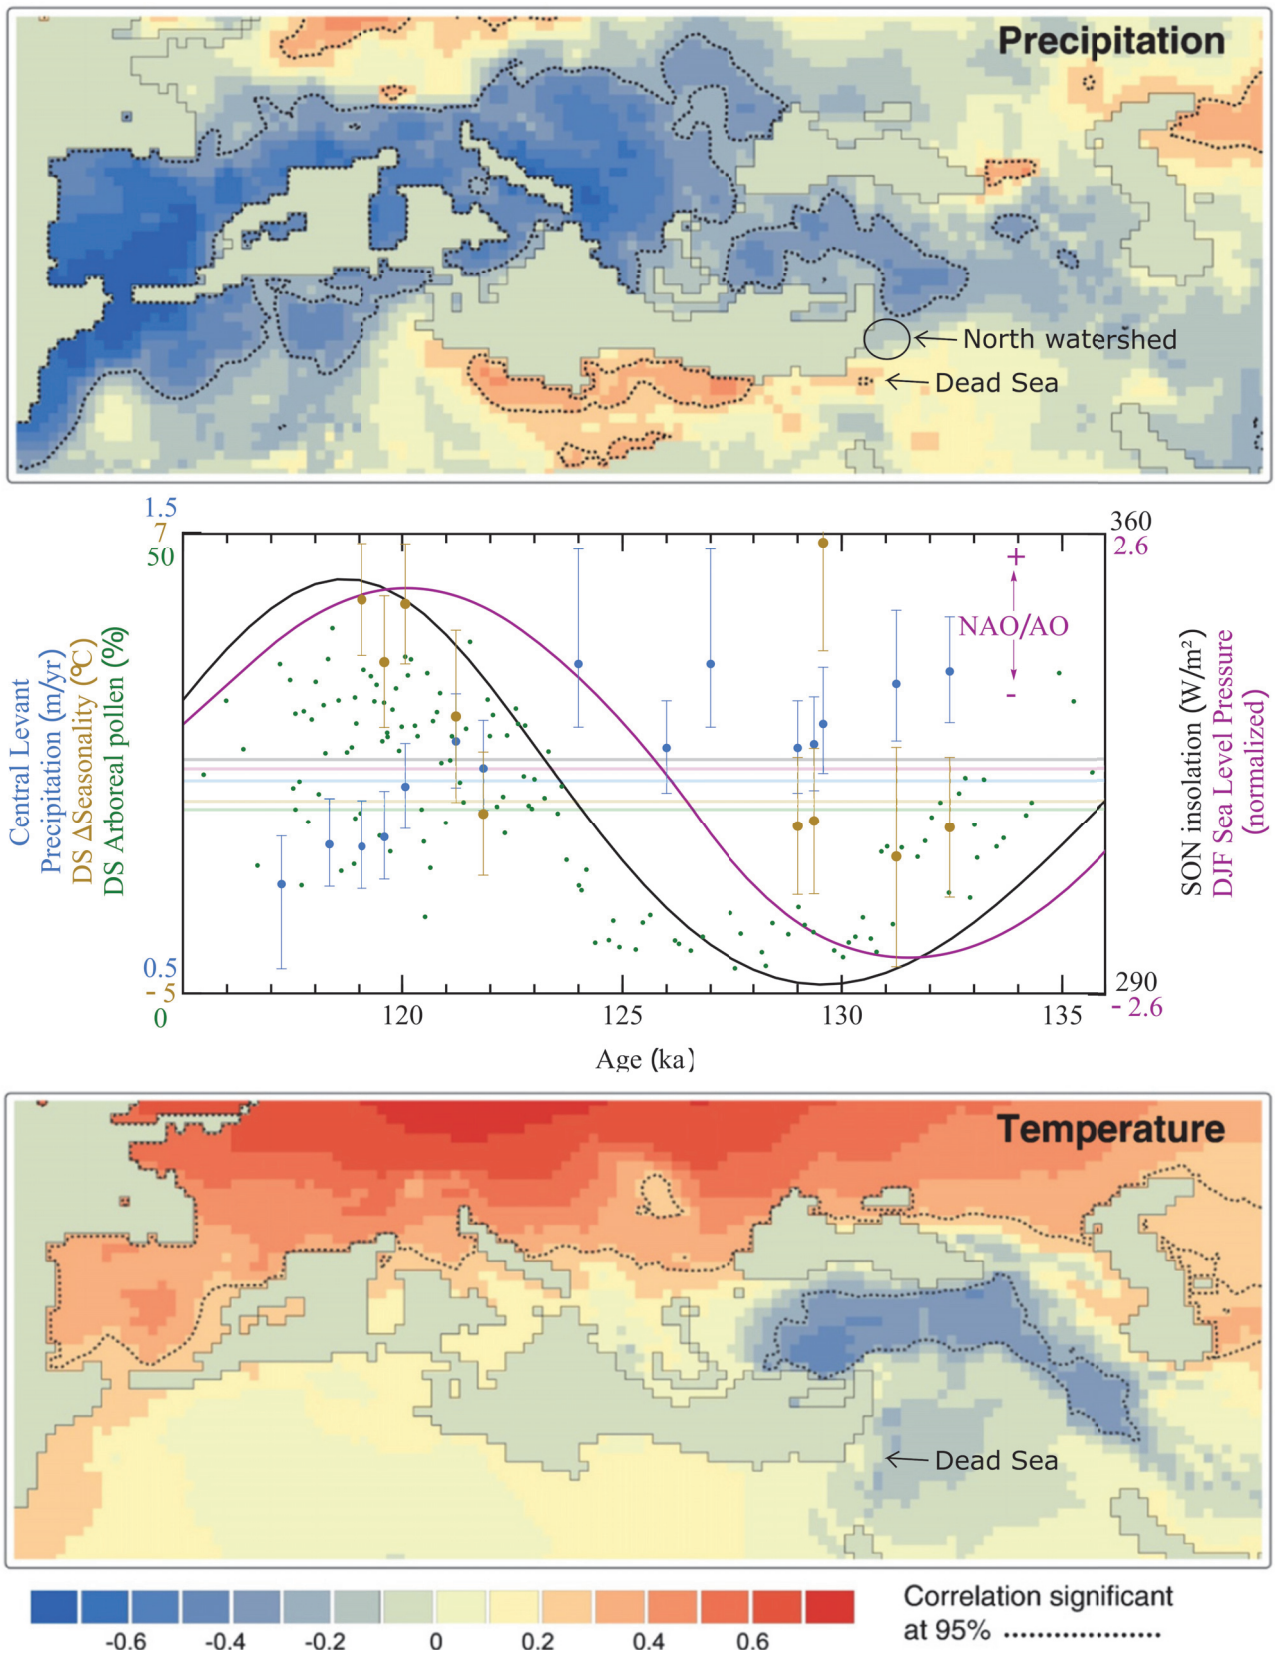 Precipitation
North watershed
Dead Sea
1.5
7
50
360
2.6
+
NAO/AO
-
Central Levant
Precipitation (m/yr)
DS ΔSeasonality (°C)
DS Arboreal pollen (%)
SON insolation (W/m²)
DJF Sea Level Pressure
(normalized)
0.5
- 5
0
290
- 2.6
120 125 130 135
Age (ka)
Temperature
Dead Sea
-0.6 -0.4 -0.2 0 0.2 0.4 0.6
Correlation significant
at 95%